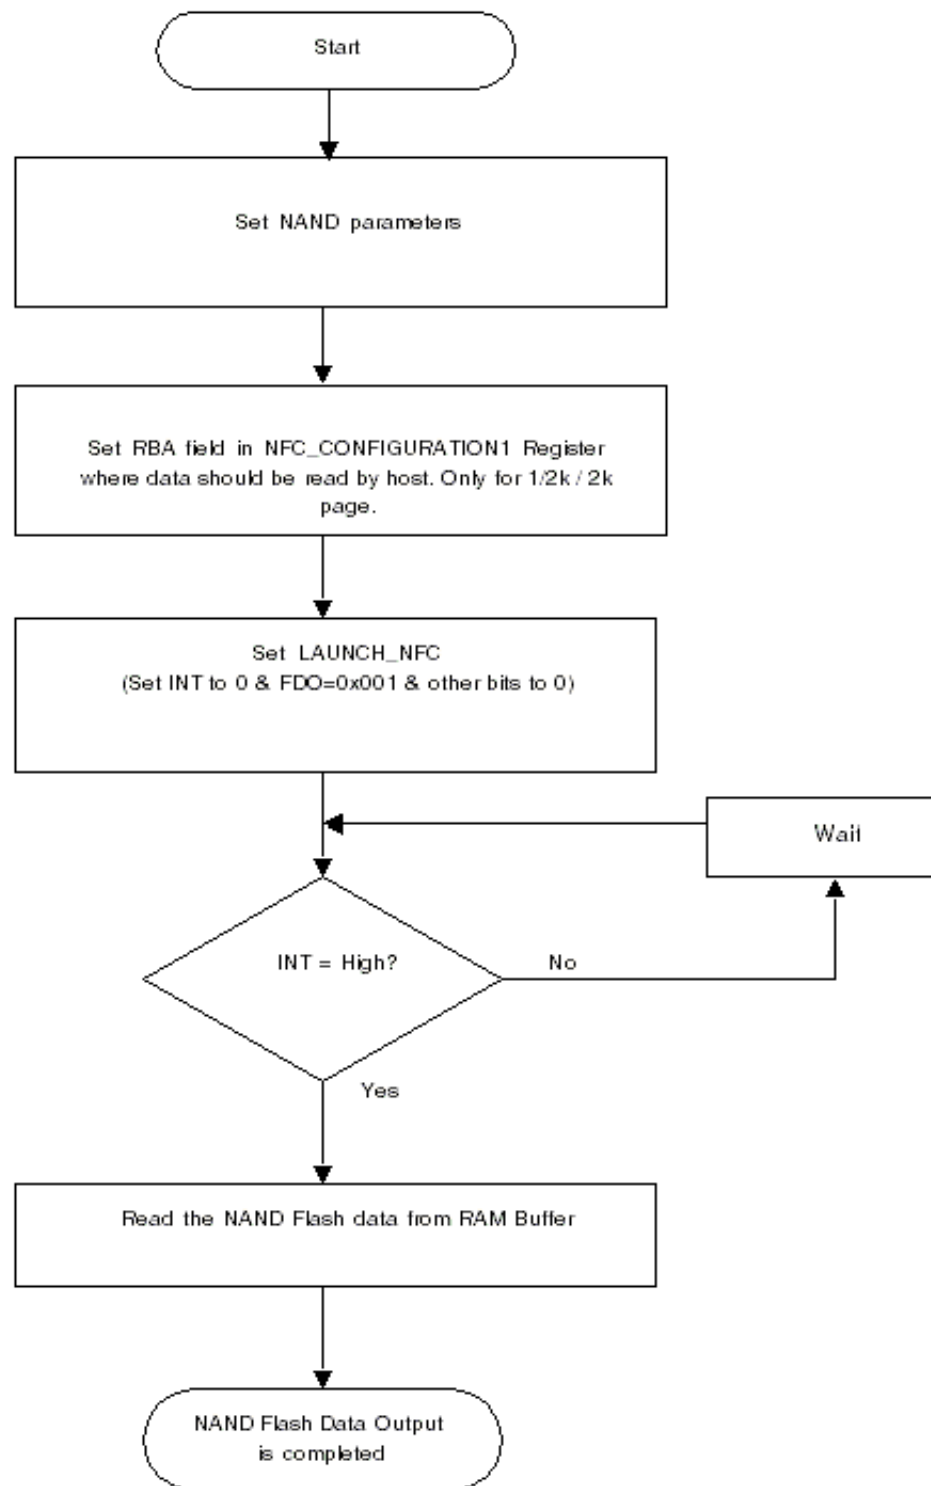 Start
Set NAND parameters
Set RBA field in NFC_CONFIGURATION1 Register
where data should be read by host. Only for 1/2k / 2k
page.
Set LAUNCH_NFC
(Set INT to 0 & FDO=0x001 & other bits to 0)
Wait
INT = High?
No
Yes
Read the NAND Flash data from RAM Buffer
NAND Flash Data Output
is completed